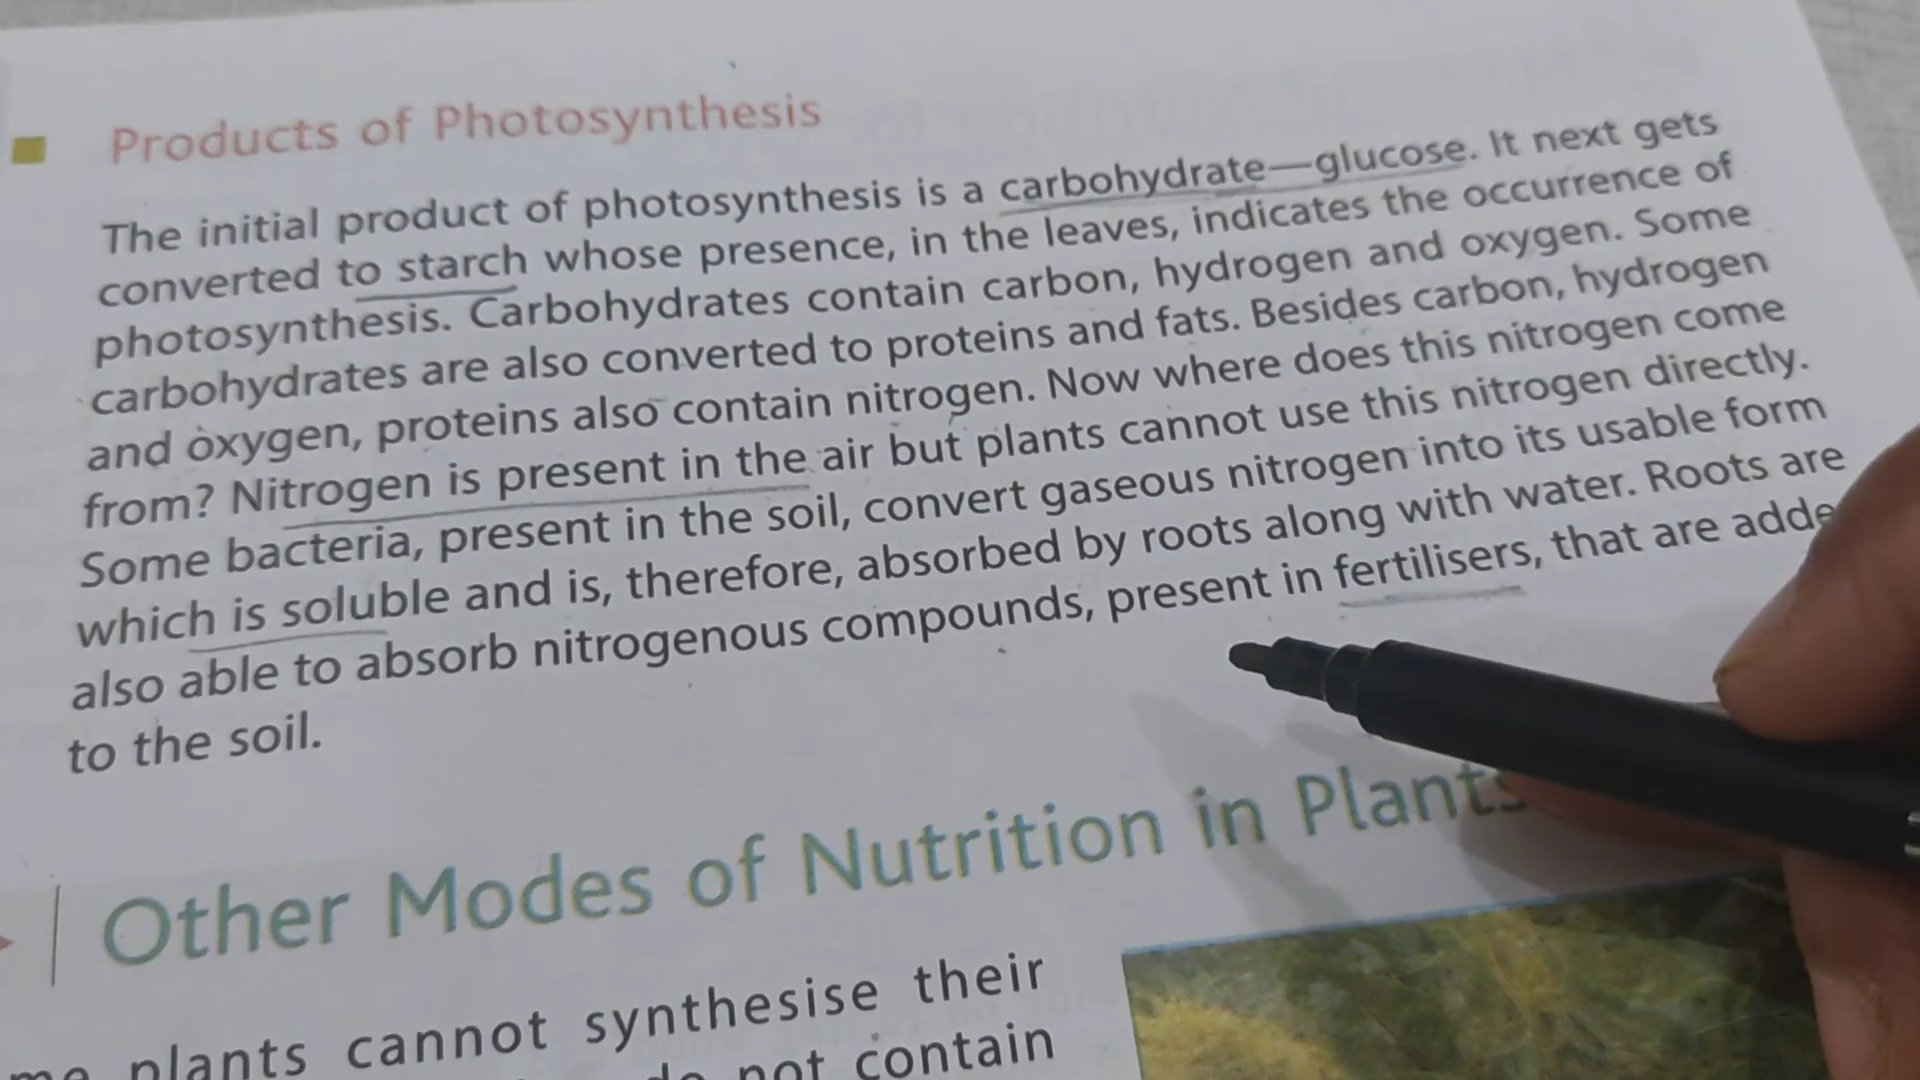 Products of Photosynthesis
The initial product of photosynthesis is a carbohydrate—glucose. It next gets
converted to starch whose presence, in the leaves, indicates the occurrence of
photosynthesis. Carbohydrates contain carbon, hydrogen and oxygen. Some
carbohydrates are also converted to proteins and fats. Besides carbon, hydrogen
and oxygen, proteins also contain nitrogen. Now where does this nitrogen come
from? Nitrogen is present in the air but plants cannot use this nitrogen directly.
Some bacteria, present in the soil, convert gaseous nitrogen into its usable form
which is soluble and is, therefore, absorbed by roots along with water. Roots are
also able to absorb nitrogenous compounds, present in fertilisers, that are
to the soil.
Other Modes of Nutrition in Plants
plants cannot synthesise their
not contain